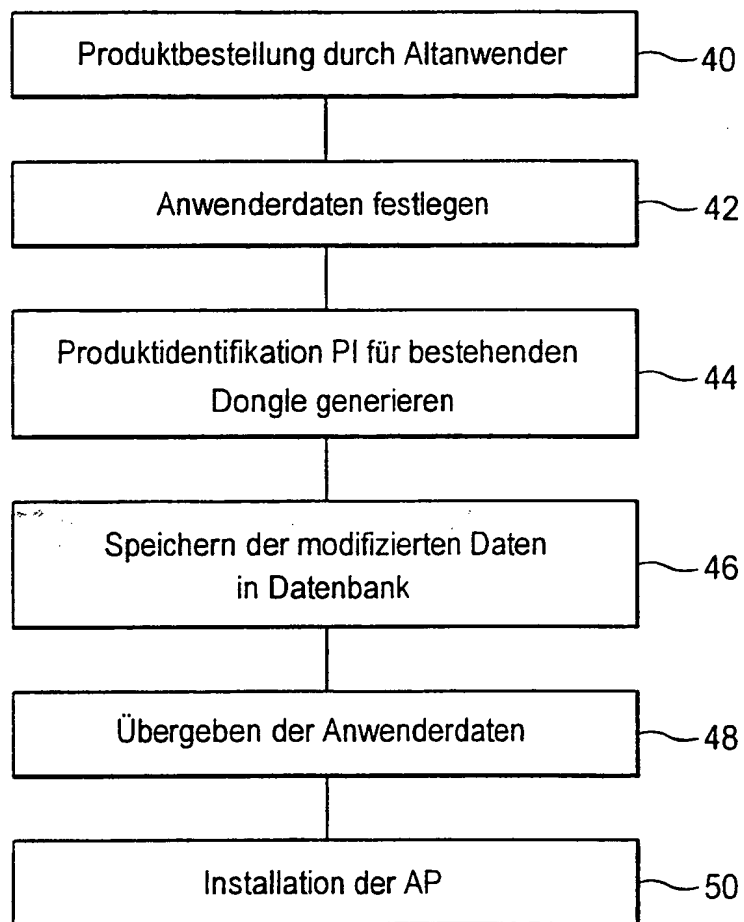 Produktbestellung durch Altanwender
40
Anwenderdaten festlegen
42
Produktidentifikation PI für bestehenden
Dongle generieren
44
Speichern der modifizierten Daten
in Datenbank
46
Übergeben der Anwenderdaten
48
Installation der AP
50